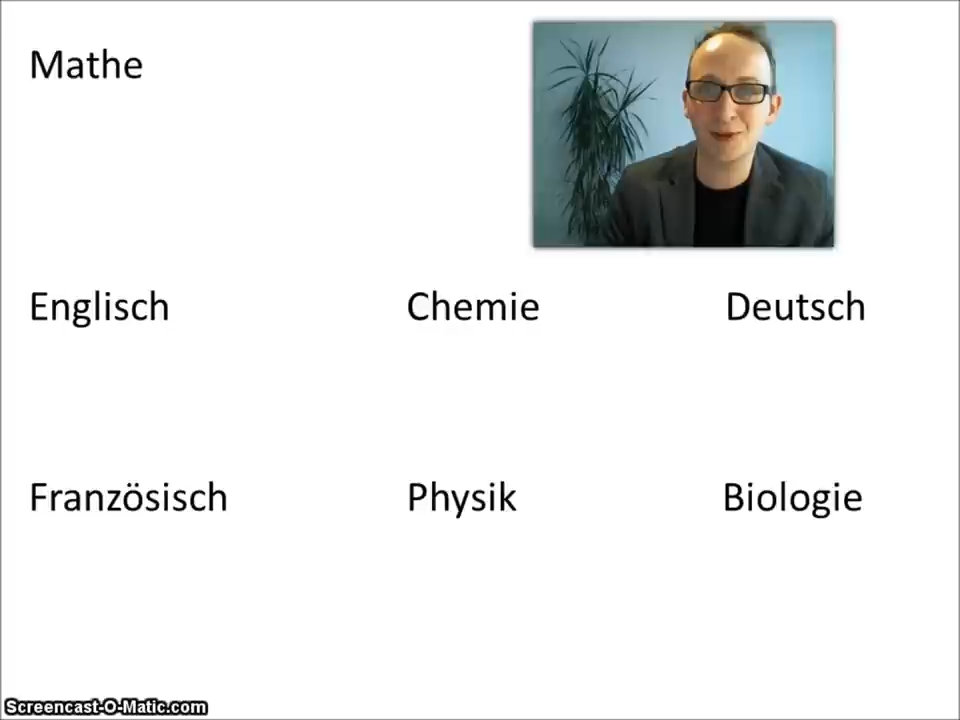 Mathe
Englisch Chemie Deutsch
Französisch Physik Biologie
Screencast-O-Matic.com